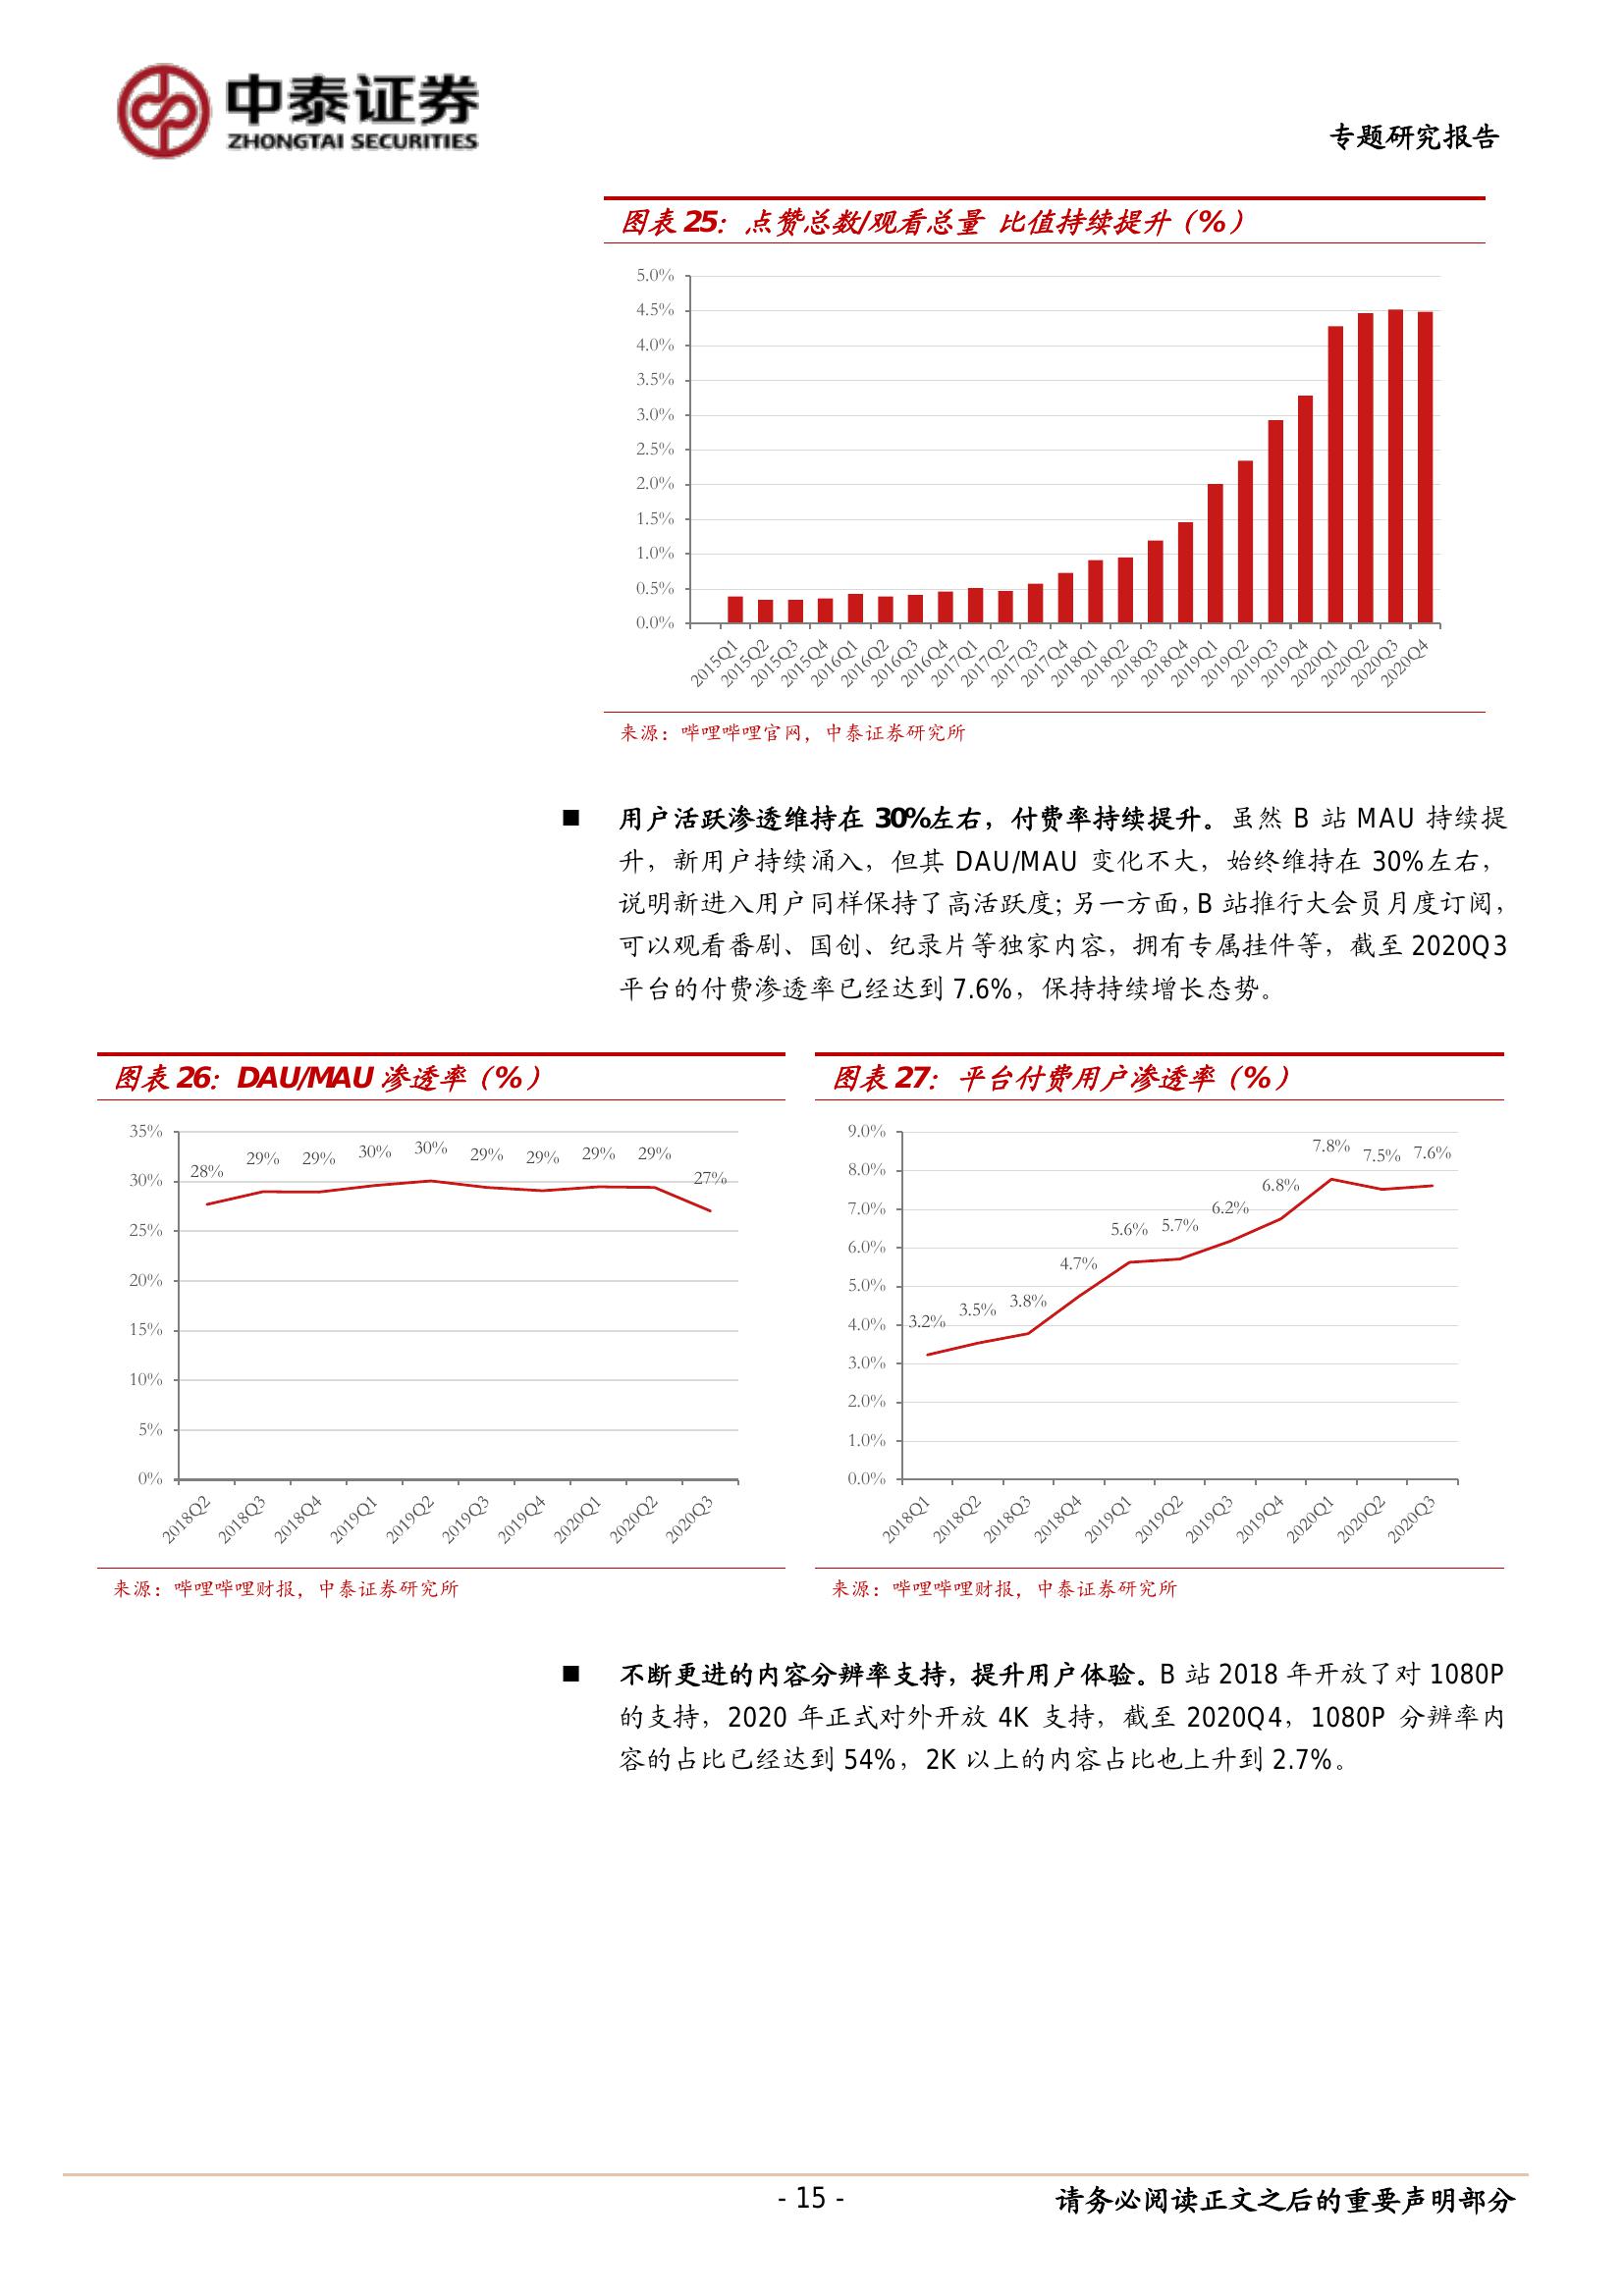 中泰证券
ZHONGTAI SECURITIES
专题研究报告
图表 25：点赞总数/观看总量 比值持续提升（%）
5.0%
4.5%
4.0%
3.5%
3.0%
2.5%
2.0%
1.5%
1.0%
0.5%
0.0%
2015Q1 2015Q2 2015Q3 2015Q4 2016Q1 2016Q2 2016Q3 2016Q4 2017Q1 2017Q2 2017Q3 2017Q4 2018Q1 2018Q2 2018Q3 2018Q4 2019Q1 2019Q2 2019Q3 2019Q4 2020Q1 2020Q2 2020Q3 2020Q4
来源：哔哩哔哩官网，中泰证券研究所
■ 用户活跃渗透维持在 30%左右，付费率持续提升。虽然 B 站 MAU 持续提
升，新用户持续涌入，但其 DAU/MAU 变化不大，始终维持在 30%左右，
说明新进入用户同样保持了高活跃度；另一方面，B 站推行大会员月度订阅，
可以观看番剧、国创、纪录片等独家内容，拥有专属挂件等，截至 2020Q3
平台的付费渗透率已经达到 7.6%，保持持续增长态势。
图表 26：DAU/MAU 渗透率（%）
35%
30%
25%
20%
15%
10%
5%
0%
28% 29% 29% 30% 30% 29% 29% 29% 29% 27%
2018Q2 2018Q3 2018Q4 2019Q1 2019Q2 2019Q3 2019Q4 2020Q1 2020Q2 2020Q3
来源：哔哩哔哩财报，中泰证券研究所
图表 27：平台付费用户渗透率（%）
9.0%
8.0%
7.0%
6.0%
5.0%
4.0%
3.0%
2.0%
1.0%
0.0%
3.2% 3.5% 3.8% 4.7% 5.6% 5.7% 6.2% 6.8% 7.8% 7.5% 7.6%
2018Q1 2018Q2 2018Q3 2018Q4 2019Q1 2019Q2 2019Q3 2019Q4 2020Q1 2020Q2 2020Q3
来源：哔哩哔哩财报，中泰证券研究所
■ 不断更进的内容分辨率支持，提升用户体验。B 站 2018 年开放了对 1080P
的支持，2020 年正式对外开放 4K 支持，截至 2020Q4，1080P 分辨率内
容的占比已经达到 54%，2K 以上的内容占比也上升到 2.7%。
- 15 -
请务必阅读正文之后的重要声明部分